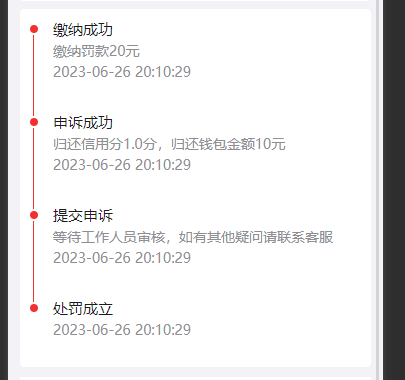 缴纳成功
缴纳罚款20元
2023-06-26 20:10:29
申诉成功
归还信用分1.0分，归还钱包金额10元
2023-06-26 20:10:29
提交申诉
等待工作人员审核，如有其他疑问请联系客服
2023-06-26 20:10:29
处罚成立
2023-06-26 20:10:29